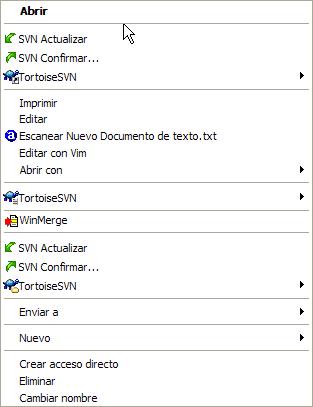 Abrir
SVN Actualizar
SVN Confirmar...
TortoiseSVN
Imprimir
Editar
Escanear Nuevo Documento de texto.txt
Editar con Vim
Abrir con
TortoiseSVN
WinMerge
SVN Actualizar
SVN Confirmar...
TortoiseSVN
Enviar a
Nuevo
Crear acceso directo
Eliminar
Cambiar nombre